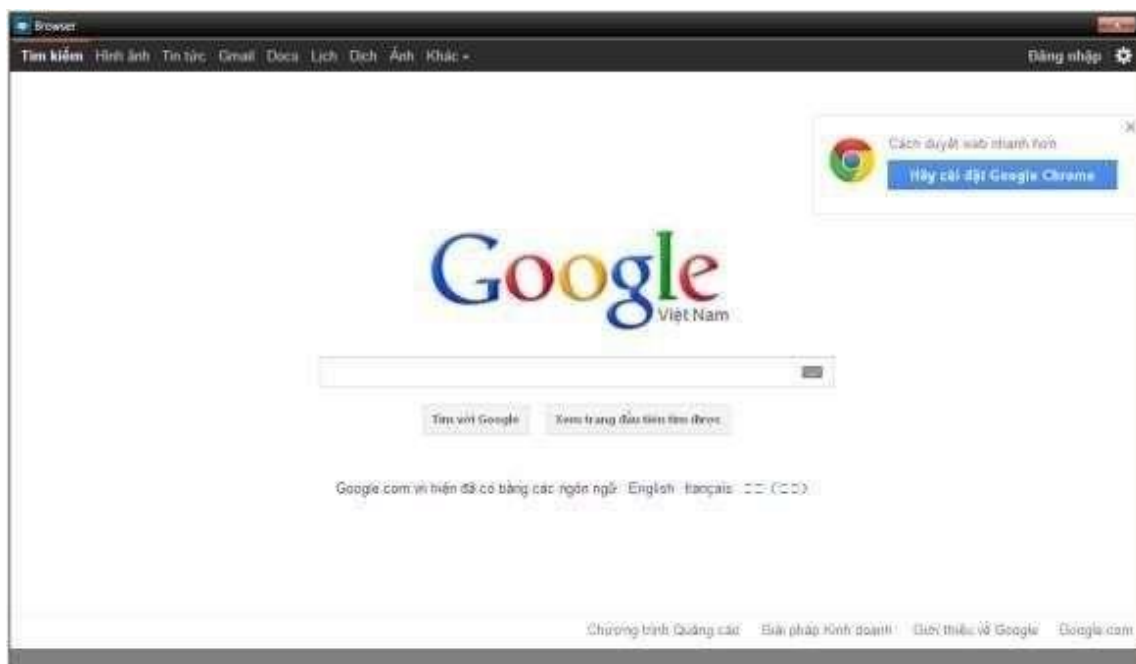 Browser
Tìm kiếm Hình ảnh Tin tức Gmail Docs Lịch Dịch Ảnh Khác
Đăng nhập
Cách duyệt web nhanh hơn
Hãy cài đặt Google Chrome
Google
Việt Nam
Tìm với Google Xem trang đầu tiên tìm được
Google.com.vn hiện đã có bằng các ngôn ngữ: English français
Chương trình Quảng cáo Giải pháp Kinh doanh Giới thiệu về Google Google.com